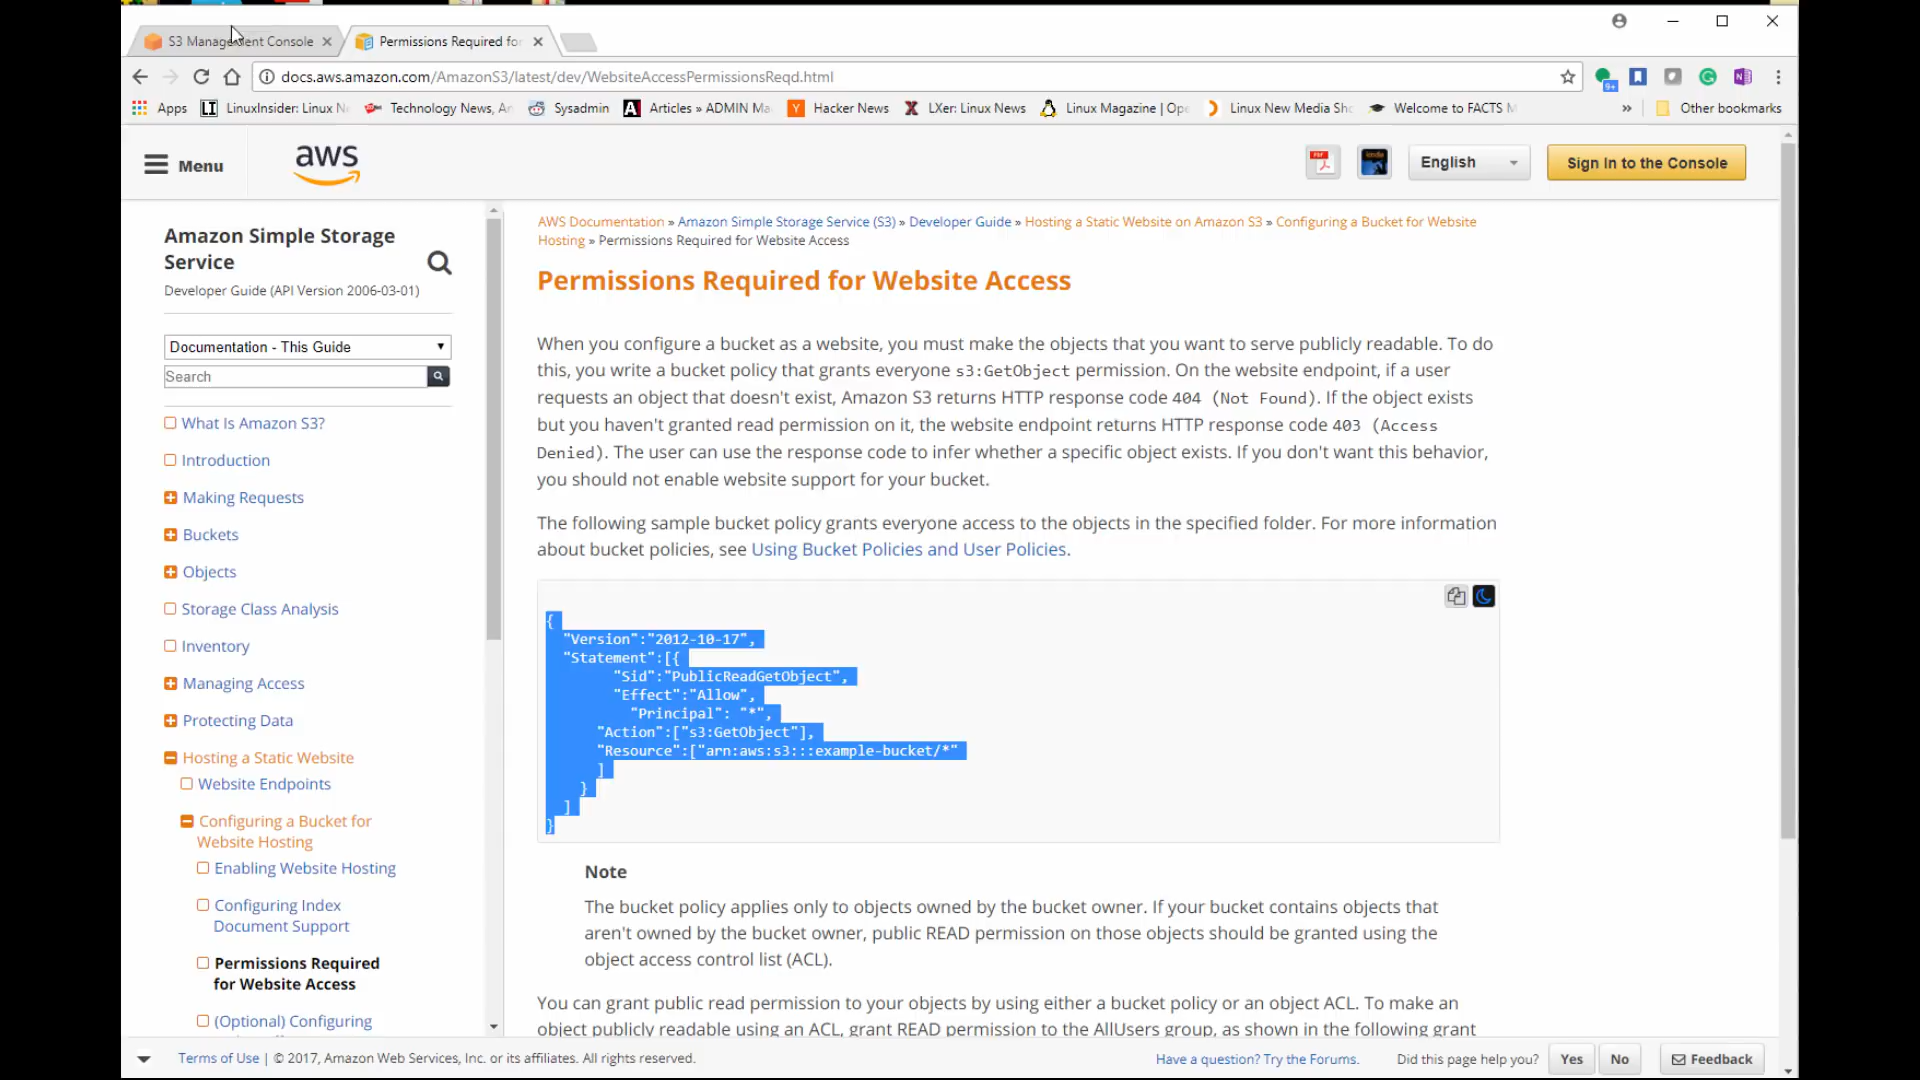 S3 Management Console
Permissions Required for
docs.aws.amazon.com/AmazonS3/latest/dev/WebsiteAccessPermissionsReqd.html
9+
Apps
LI LinuxInsider: Linux N
Technology News, An
Sysadmin
A Articles » ADMIN Ma
Y Hacker News
LXer: Linux News
Linux Magazine | Ope
Linux New Media Sho
Welcome to FACTS M
»
Other bookmarks
Menu
aws
PDF
kindle
English
Sign In to the Console
Amazon Simple Storage
Service
Developer Guide (API Version 2006-03-01)
Documentation - This Guide
Search
What Is Amazon S3?
Introduction
Making Requests
Buckets
Objects
Storage Class Analysis
Inventory
Managing Access
Protecting Data
Hosting a Static Website
Website Endpoints
Configuring a Bucket for
Website Hosting
Enabling Website Hosting
Configuring Index
Document Support
Permissions Required
for Website Access
(Optional) Configuring
AWS Documentation » Amazon Simple Storage Service (S3) » Developer Guide » Hosting a Static Website on Amazon S3 » Configuring a Bucket for Website
Hosting » Permissions Required for Website Access
Permissions Required for Website Access
When you configure a bucket as a website, you must make the objects that you want to serve publicly readable. To do
this, you write a bucket policy that grants everyone s3:GetObject permission. On the website endpoint, if a user
requests an object that doesn't exist, Amazon S3 returns HTTP response code 404 (Not Found). If the object exists
but you haven't granted read permission on it, the website endpoint returns HTTP response code 403 (Access
Denied). The user can use the response code to infer whether a specific object exists. If you don't want this behavior,
you should not enable website support for your bucket.
The following sample bucket policy grants everyone access to the objects in the specified folder. For more information
about bucket policies, see Using Bucket Policies and User Policies.
{
"Version":"2012-10-17",
"Statement":[{
"Sid":"PublicReadGetObject",
"Effect":"Allow",
"Principal": "*",
"Action":["s3:GetObject"],
"Resource":["arn:aws:s3:::example-bucket/*"
]
}
]
}
Note
The bucket policy applies only to objects owned by the bucket owner. If your bucket contains objects that
aren't owned by the bucket owner, public READ permission on those objects should be granted using the
object access control list (ACL).
You can grant public read permission to your objects by using either a bucket policy or an object ACL. To make an
object publicly readable using an ACL, grant READ permission to the AllUsers group, as shown in the following grant
Terms of Use | © 2017, Amazon Web Services, Inc. or its affiliates. All rights reserved.
Have a question? Try the Forums.
Did this page help you?
Yes
No
Feedback